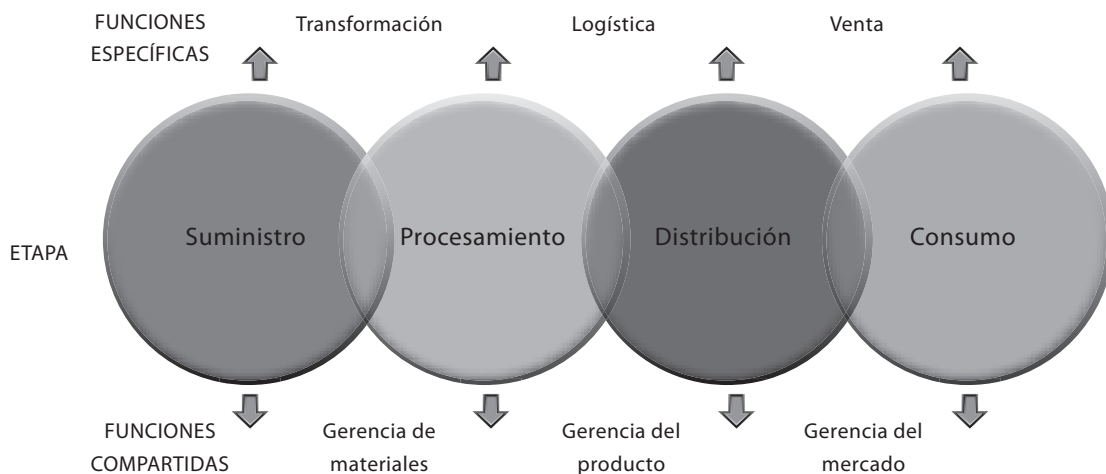 FUNCIONES
ESPECÍFICAS
Transformación
Logística
Venta
ETAPA
Suministro
Procesamiento
Distribución
Consumo
FUNCIONES
COMPARTIDAS
Gerencia de
materiales
Gerencia del
producto
Gerencia del
mercado